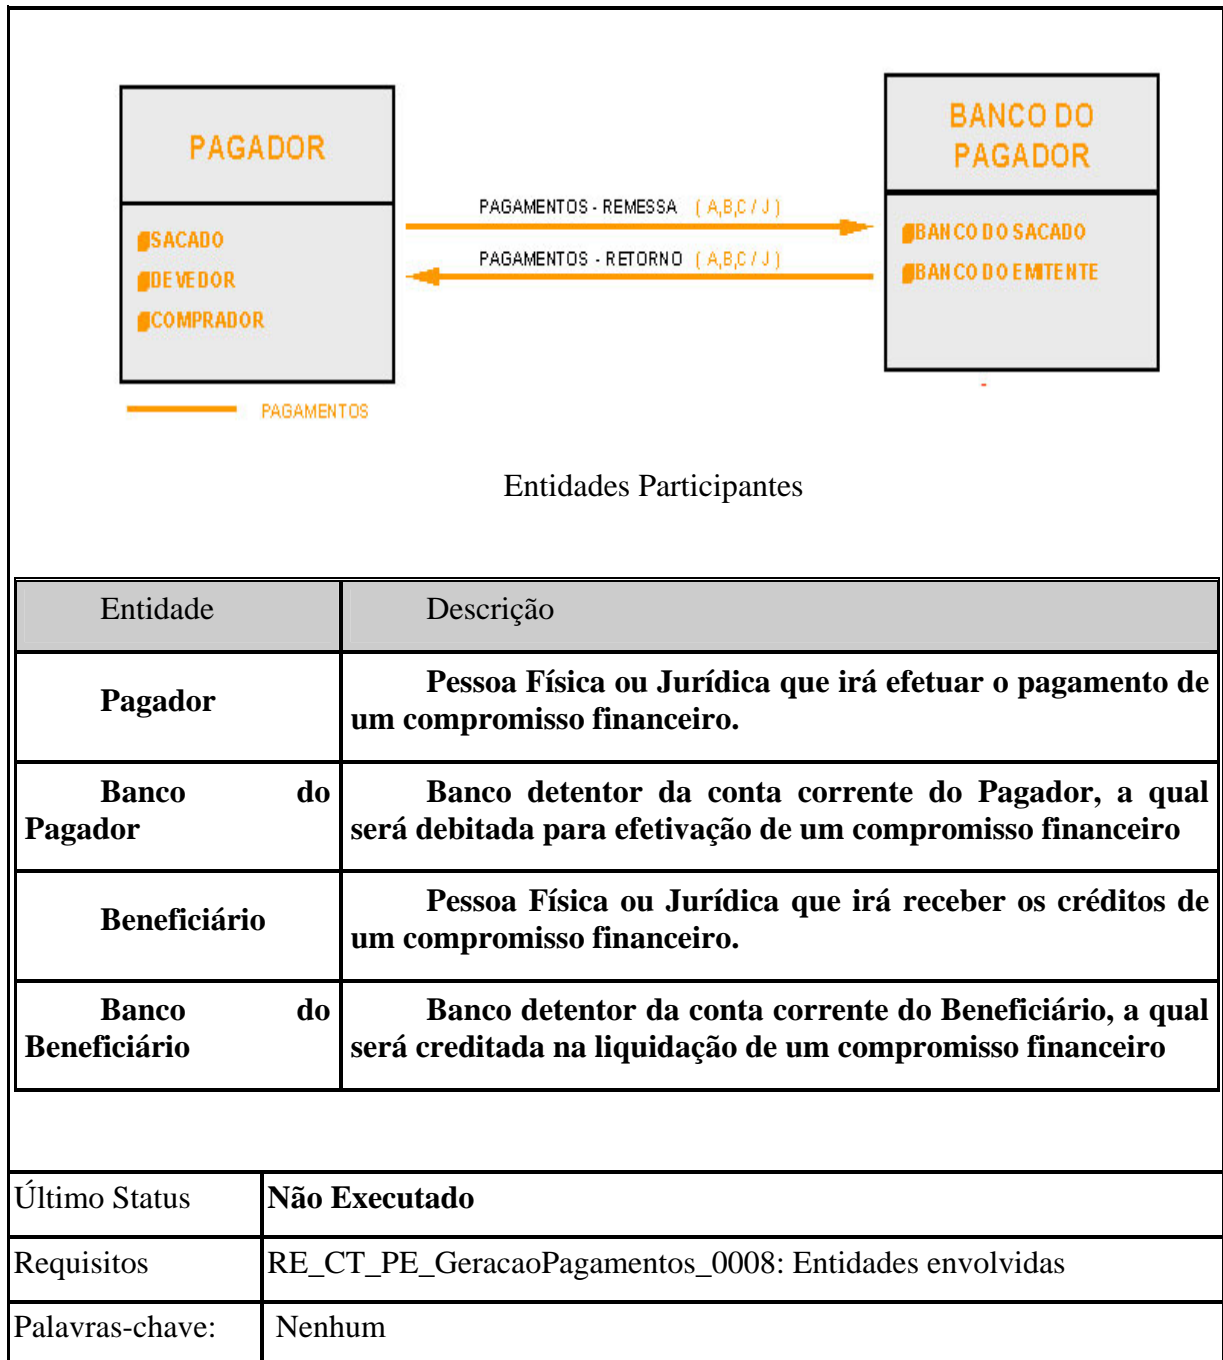 PAGADOR
SACADO
DEVEDOR
COMPRADOR
PAGAMENTOS
PAGAMENTOS - REMESSA ( A,B,C / J )
PAGAMENTOS - RETORNO ( A,B,C / J )
BANCO DO
PAGADOR
BANCO DO SACADO
BANCO DO EMITENTE
Entidades Participantes
Entidade Descrição
Pagador
Pessoa Física ou Jurídica que irá efetuar o pagamento de
um compromisso financeiro.
Banco do
Pagador
Banco detentor da conta corrente do Pagador, a qual
será debitada para efetivação de um compromisso financeiro
Beneficiário
Pessoa Física ou Jurídica que irá receber os créditos de
um compromisso financeiro.
Banco do
Beneficiário
Banco detentor da conta corrente do Beneficiário, a qual
será creditada na liquidação de um compromisso financeiro
Último Status Não Executado
Requisitos RE_CT_PE_GeracaoPagamentos_0008: Entidades envolvidas
Palavras-chave: Nenhum